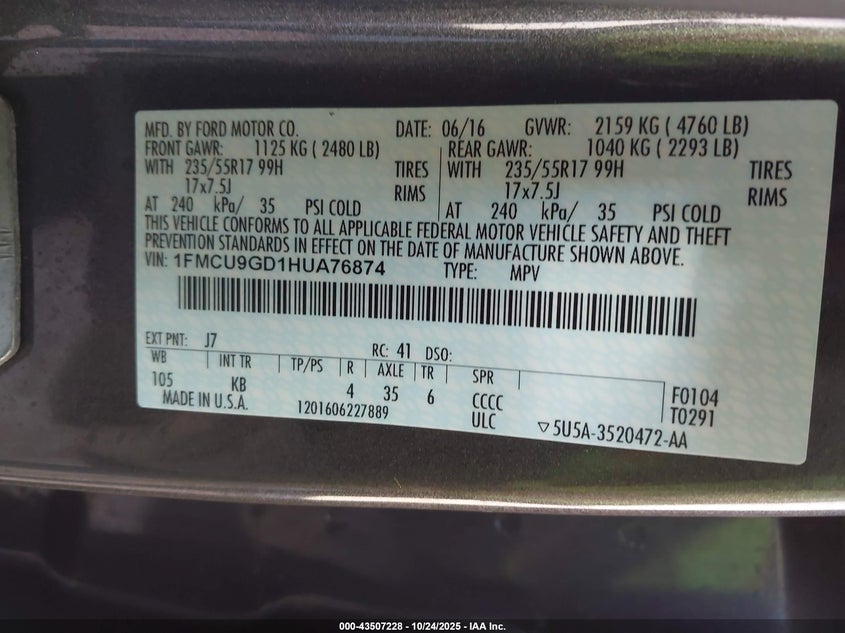 MFD. BY FORD MOTOR CO. DATE: 06/16 GVWR: 2159 KG ( 4760 LB)
FRONT GAWR: 1125 KG ( 2480 LB) REAR GAWR: 1040 KG ( 2293 LB)
WITH 235/55R17 99H TIRES WITH 235/55R17 99H TIRES
17x7.5J RIMS 17x7.5J RIMS
AT 240 kPa/ 35 PSI COLD AT 240 kPa/ 35 PSI COLD
THIS VEHICLE CONFORMS TO ALL APPLICABLE FEDERAL MOTOR VEHICLE SAFETY AND THEFT
PREVENTION STANDARDS IN EFFECT ON THE DATE OF MANUFACTURE SHOWN ABOVE.
VIN: 1FMCU9GD1HUA76874 TYPE: MPV
EXT PNT: J7 RC: 41 DSO:
WB INT TR TP/PS R AXLE TR SPR
105 KB 4 35 6 CCCC F0104
MADE IN U.S.A. 1201606227889 ULC T0291
▽5U5A-3520472-AA
000-43507228 - 10/24/2025 - IAA Inc.